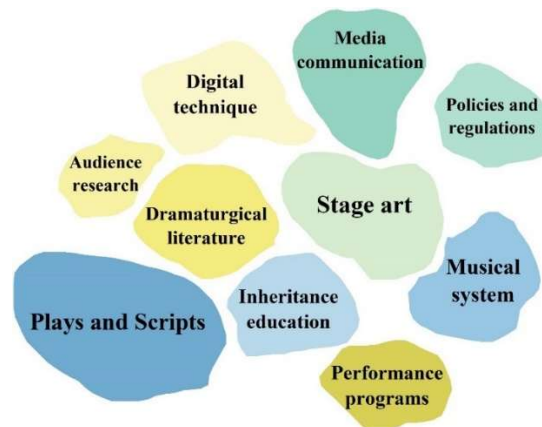 Media
communication
Digital
technique
Policies and
regulations
Audience
research
Dramaturgical
literature
Stage art
Musical
system
Inheritance
education
Plays and Scripts
Performance
programs